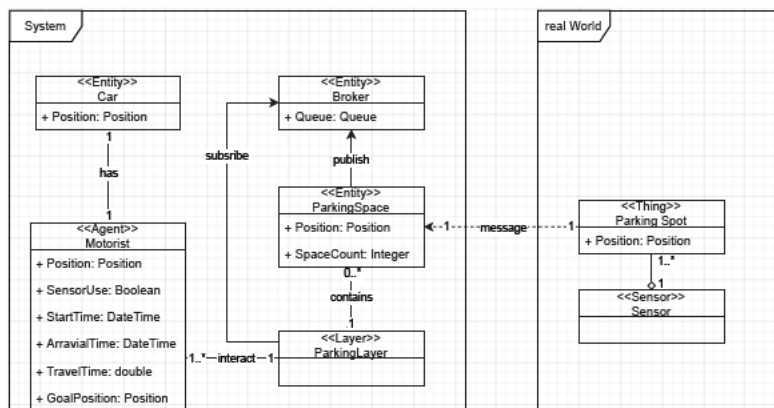 System
real World
<<Entity>>
Car
+ Position: Position
1
has
1
<<Agent>>
Motorist
+ Position: Position
+ SensorUse: Boolean
+ StartTime: DateTime
+ ArravialTime: DateTime
+ TravelTime: double
+ GoalPosition: Position
<<Entity>>
Broker
+ Queue: Queue
subsribe
publish
<<Entity>>
ParkingSpace
+ Position: Position
+ SpaceCount: Integer
0..*
contains
1
<<Layer>>
ParkingLayer
1..* interact 1
1 message 1
<<Thing>>
Parking Spot
+ Position: Position
1..*
1
<<Sensor>>
Sensor